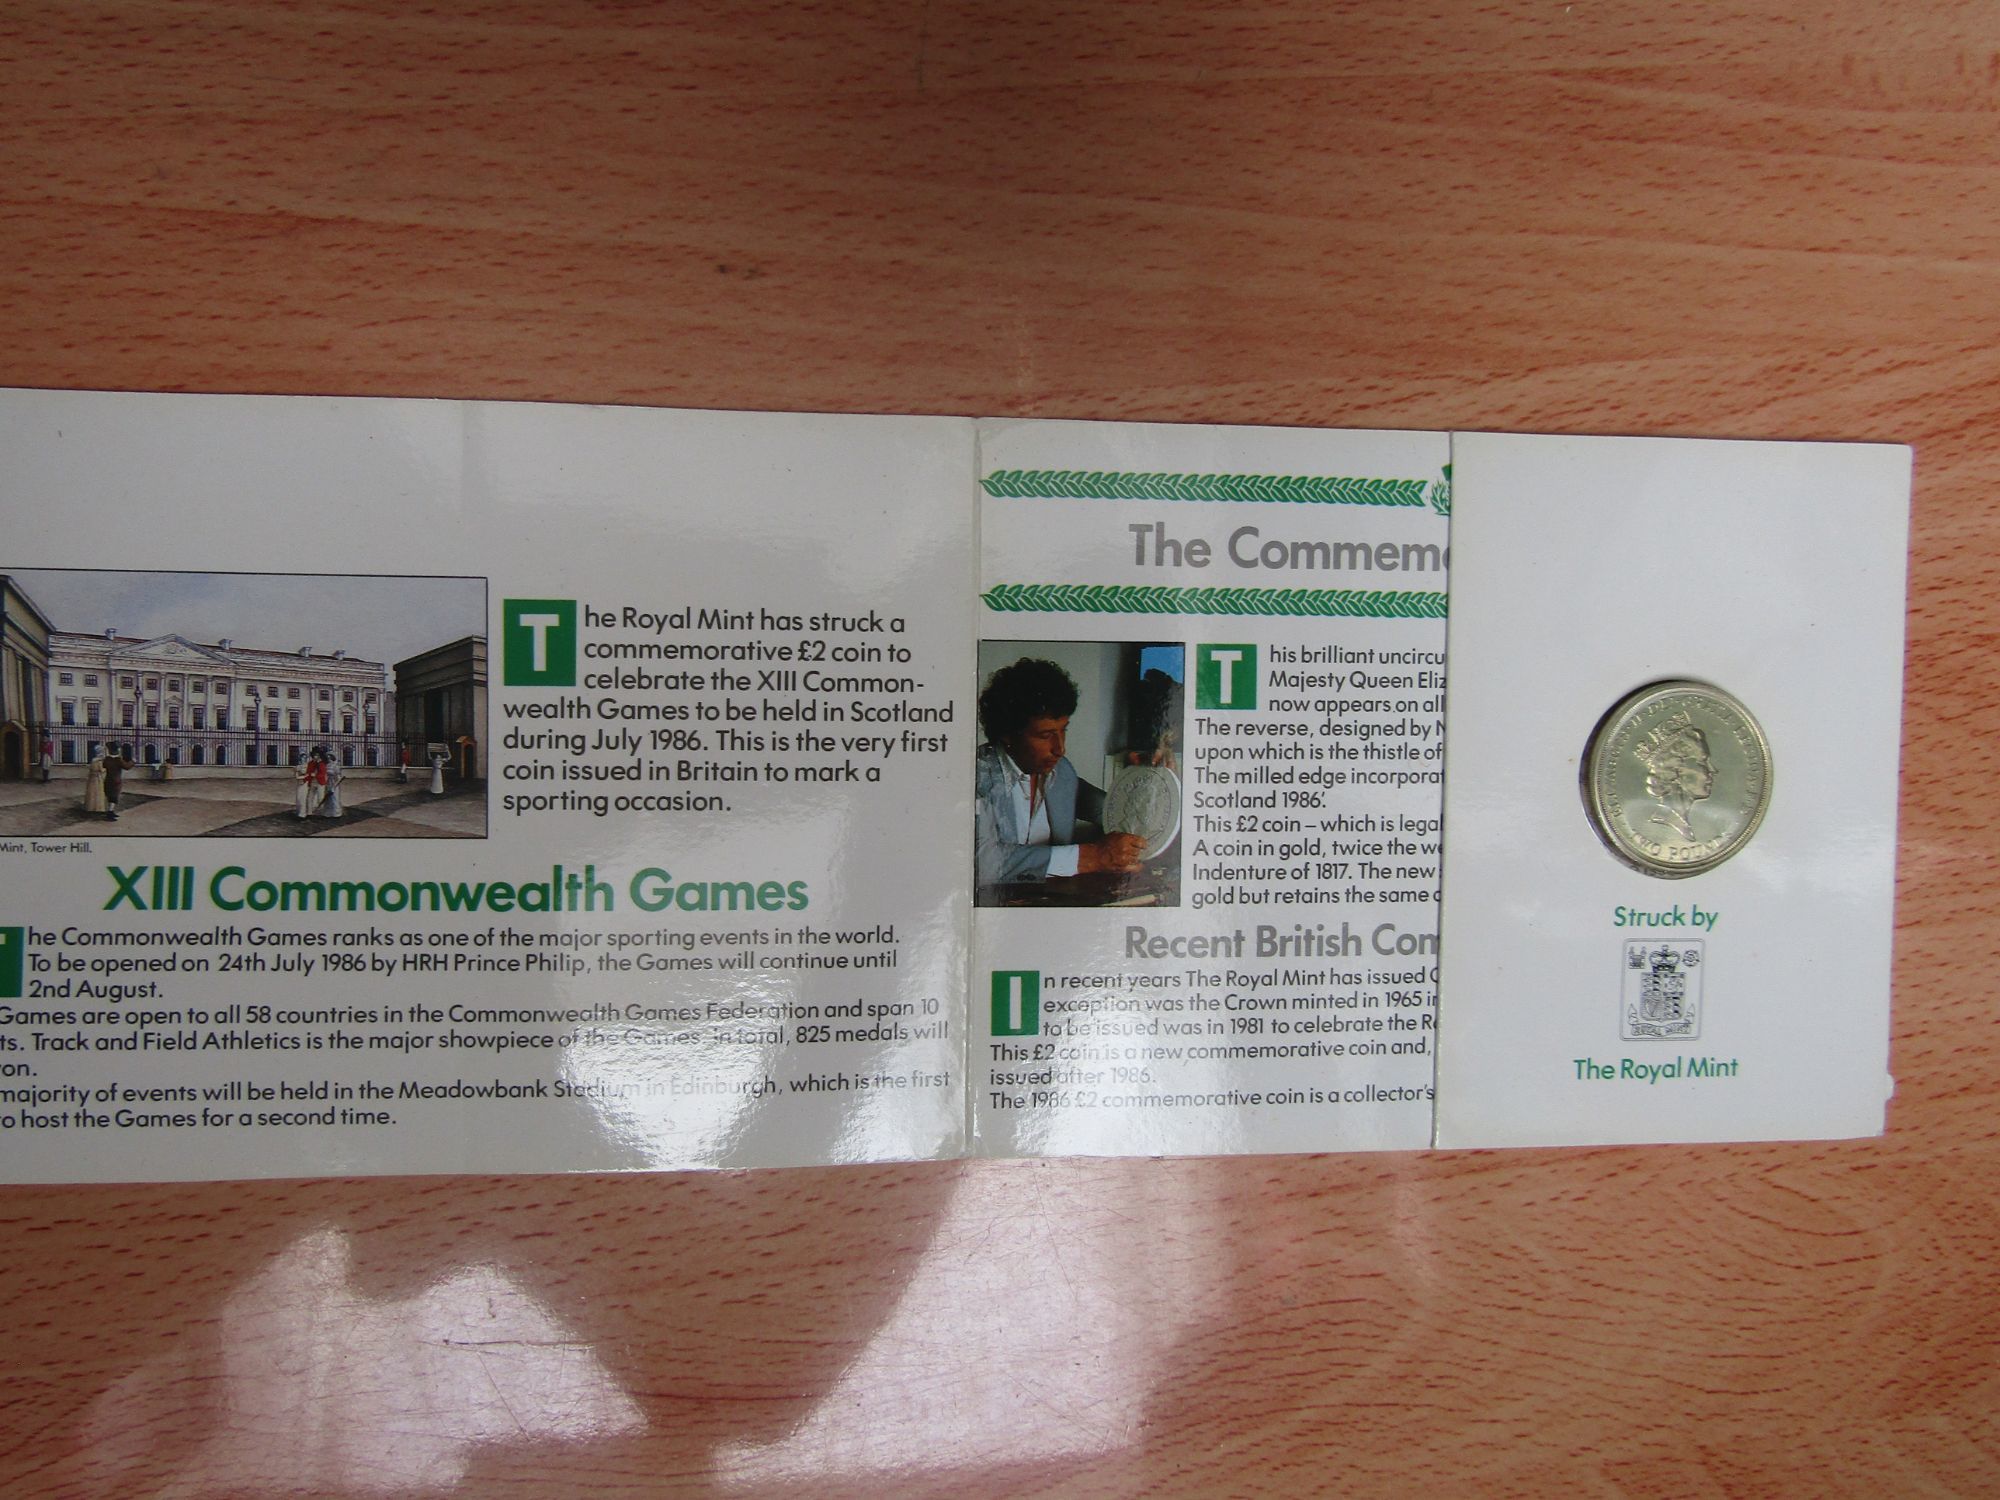 The Royal Mint has struck a
commemorative £2 coin to
celebrate the XIII Common-
wealth Games to be held in Scotland
during July 1986. This is the very first
coin issued in Britain to mark a
sporting occasion.
Mint, Tower Hill.
XIII Commonwealth Games
he Commonwealth Games ranks as one of the major sporting events in the world.
To be opened on 24th July 1986 by HRH Prince Philip, the Games will continue until
2nd August.
Games are open to all 58 countries in the Commonwealth Games Federation and span 10
ts. Track and Field Athletics is the major showpiece of the Games, in total, 825 medals will
on.
majority of events will be held in the Meadowbank Stadium in Edinburgh, which is the first
o host the Games for a second time.
The Commem
This brilliant uncircu
Majesty Queen Eliz
now appears on all
The reverse, designed by N
upon which is the thistle of
The milled edge incorporat
Scotland 1986'.
This £2 coin – which is legal
A coin in gold, twice the we
Indenture of 1817. The new
gold but retains the same d
Recent British Com
In recent years The Royal Mint has issued C
exception was the Crown minted in 1965 in
to be issued was in 1981 to celebrate the Ro
This £2 coin is a new commemorative coin and,
issued after 1986.
The 1986 £2 commemorative coin is a collector's
TWO POUNDS
Struck by
ROYAL MINT
The Royal Mint